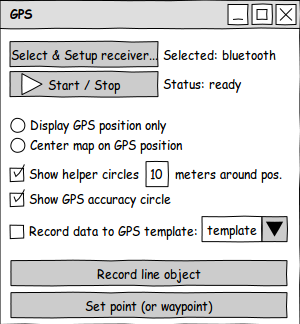 GPS
Select & Setup receiver... Selected: bluetooth
Start / Stop Status: ready
Display GPS position only
Center map on GPS position
Show helper circles 10 meters around pos.
Show GPS accuracy circle
Record data to GPS template: template
Record line object
Set point (or waypoint)